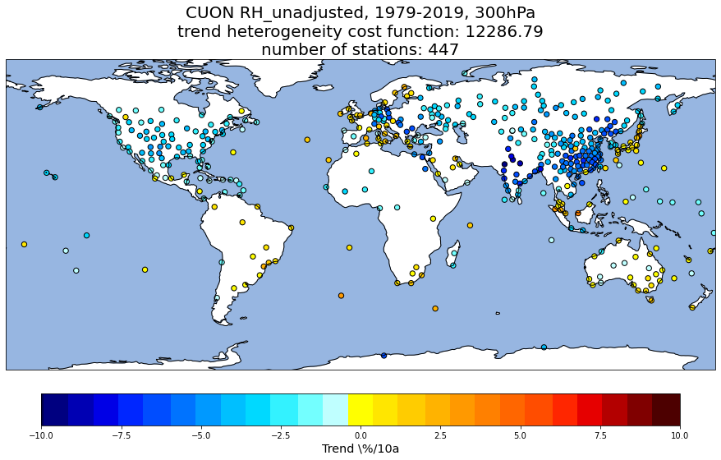 CUON RH_unadjusted, 1979-2019, 300hPa
trend heterogeneity cost function: 12286.79
number of stations: 447
−10.0 −7.5 −5.0 −2.5 0.0 2.5 5.0 7.5 10.0
Trend \%/10a